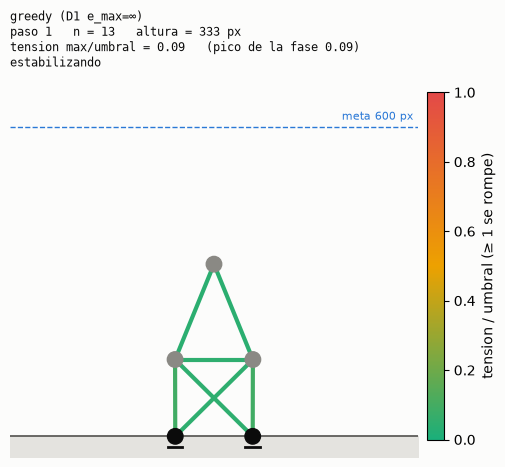 greedy (D1 e_max=∞)
paso 1   n = 13   altura = 333 px
tension max/umbral = 0.09   (pico de la fase 0.09)
estabilizando
meta 600 px
1.0
0.8
0.6
0.4
0.2
0.0
tension / umbral (≥ 1 se rompe)